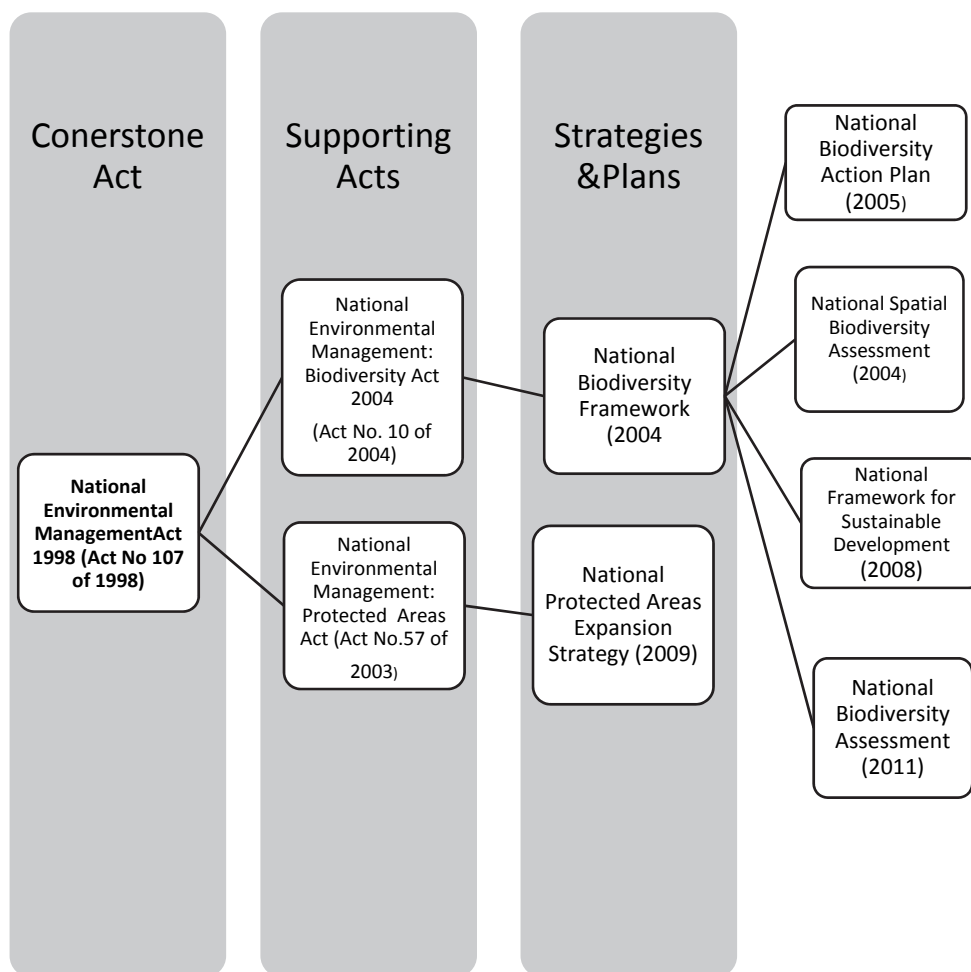 Conerstone
Act
Supporting
Acts
Strategies
&Plans
National
Environmental
ManagementAct
1998 (Act No 107
of 1998)
National
Environmental
Management:
Biodiversity Act
2004
(Act No. 10 of
2004)
National
Environmental
Management:
Protected Areas
Act (Act No.57 of
2003)
National
Biodiversity
Framework
(2004
National
Protected Areas
Expansion
Strategy (2009)
National
Biodiversity
Action Plan
(2005)
National Spatial
Biodiversity
Assessment
(2004)
National
Framework for
Sustainable
Development
(2008)
National
Biodiversity
Assessment
(2011)